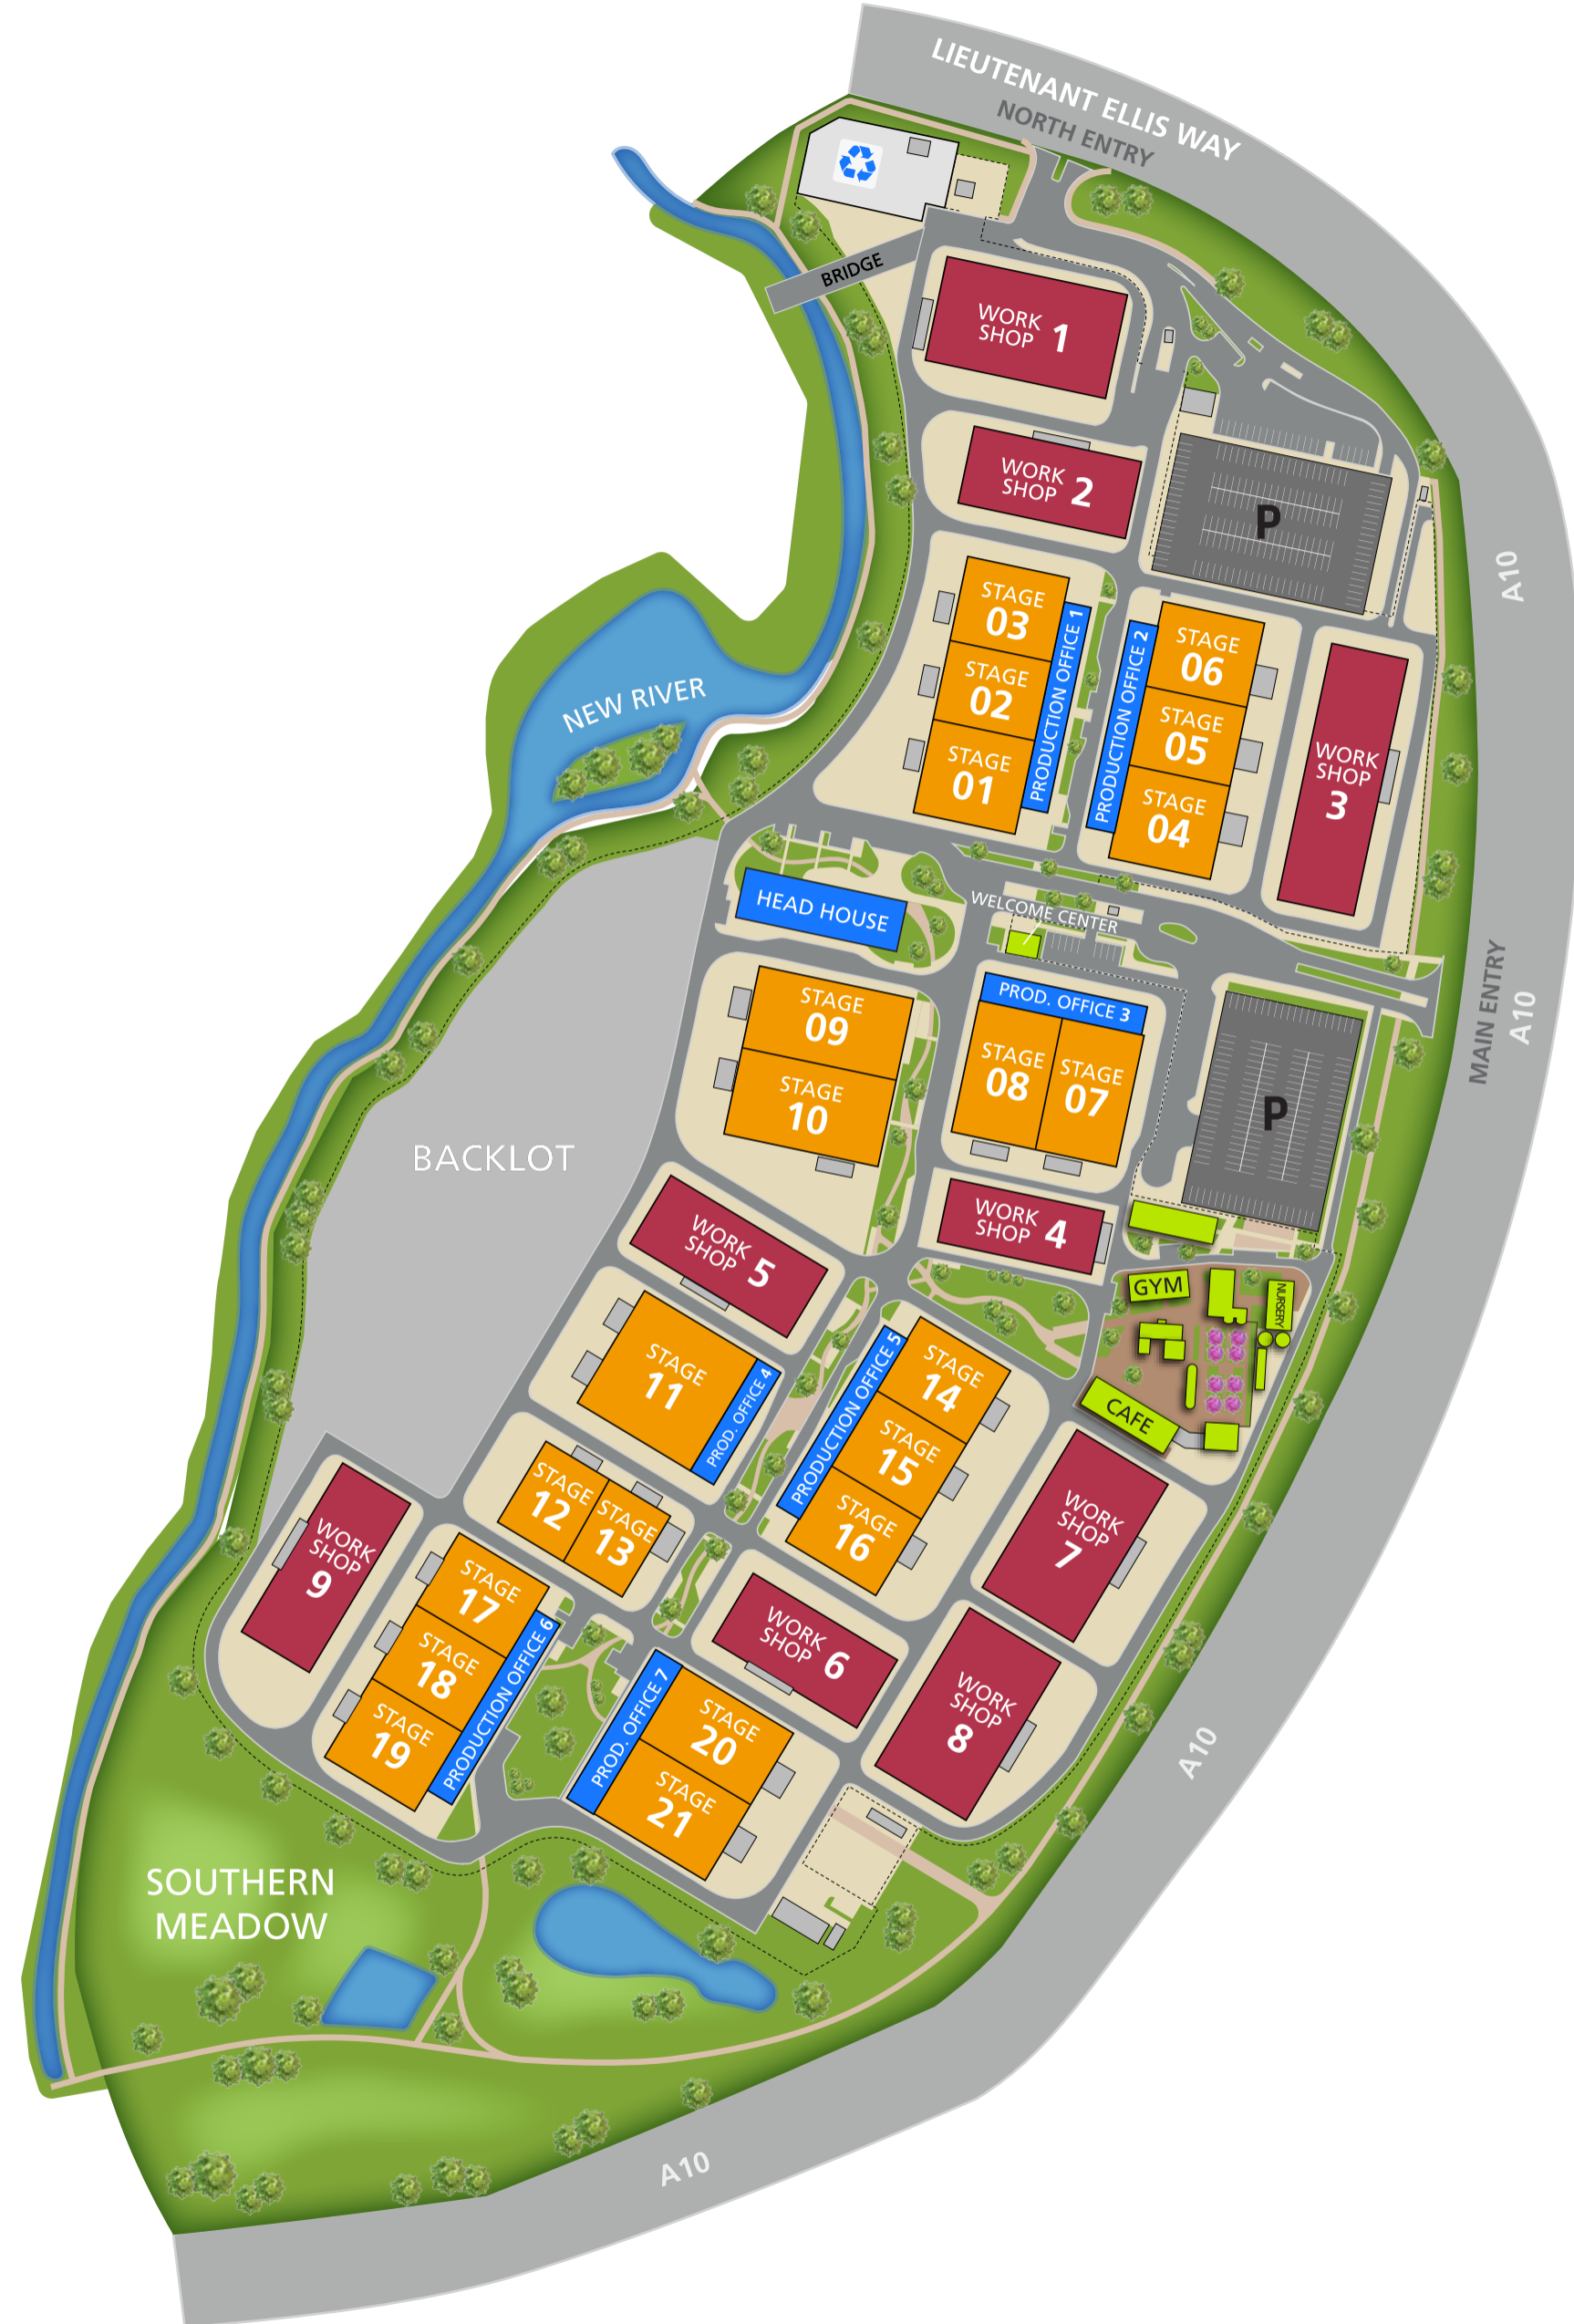 LIEUTENANT ELLIS WAY
NORTH ENTRY
BRIDGE
WORK
SHOP 1
WORK
SHOP 2
P
A10
STAGE
03
STAGE
02
STAGE
01
PRODUCTION OFFICE 1
PRODUCTION OFFICE 2
STAGE
06
STAGE
05
STAGE
04
WORK
SHOP
3
NEW RIVER
HEAD HOUSE
WELCOME CENTER
MAIN ENTRY
A10
STAGE
09
STAGE
10
PROD. OFFICE 3
STAGE
08
STAGE
07
P
BACKLOT
WORK
SHOP 4
WORK
SHOP 5
GYM
NURSERY
CAFE
STAGE
11
PROD. OFFICE 4
PRODUCTION OFFICE 5
STAGE
14
STAGE
15
STAGE
16
STAGE
12
STAGE
13
WORK
SHOP
7
WORK
SHOP
9
STAGE
17
STAGE
18
STAGE
19
PRODUCTION OFFICE 6
WORK
SHOP 6
PROD. OFFICE 7
STAGE
20
STAGE
21
WORK
SHOP
8
A10
SOUTHERN
MEADOW
A10